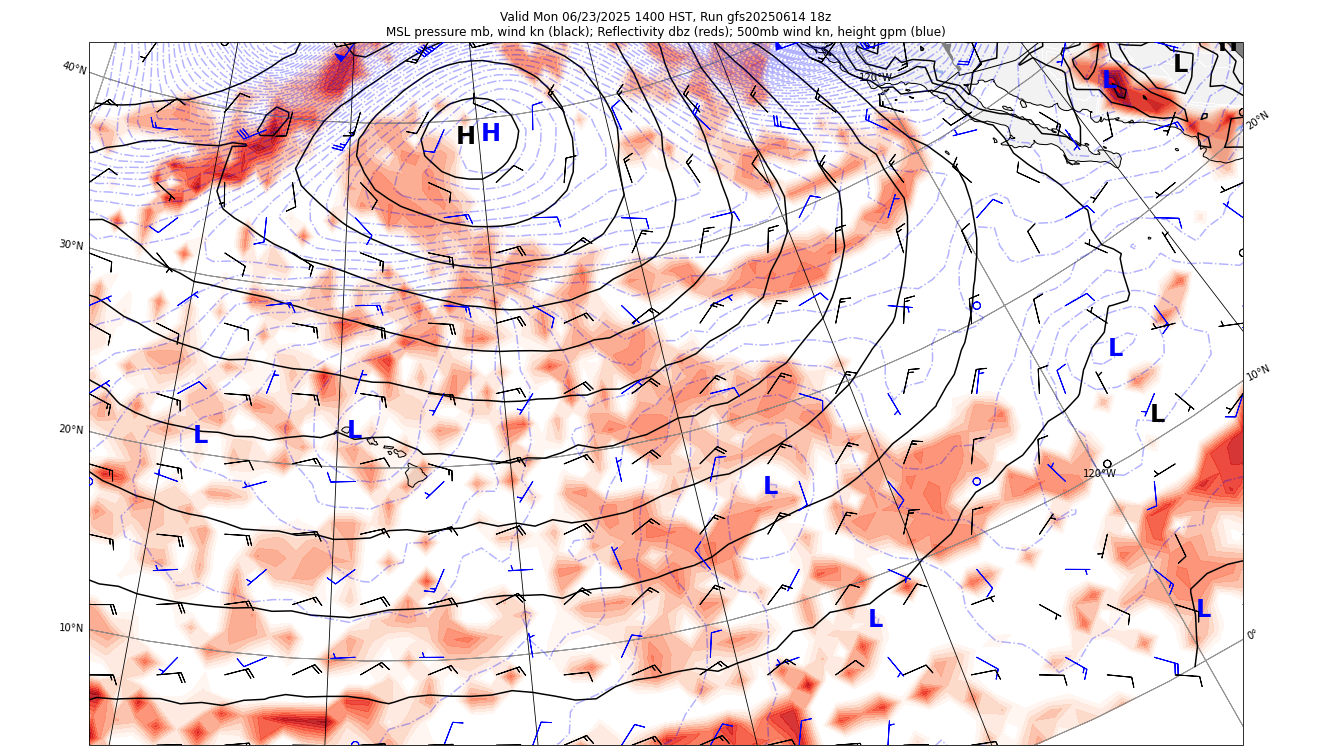 Valid Mon 06/23/2025 1400 HST, Run gfs20250614 18z
MSL pressure mb, wind kn (black); Reflectivity dbz (reds); 500mb wind kn, height gpm (blue)
L
H
L
L
40°N
120°W
20°N
H H
30°N
L
10°N
L
20°N
L
L
120°W
L
10°N
L
L
0°